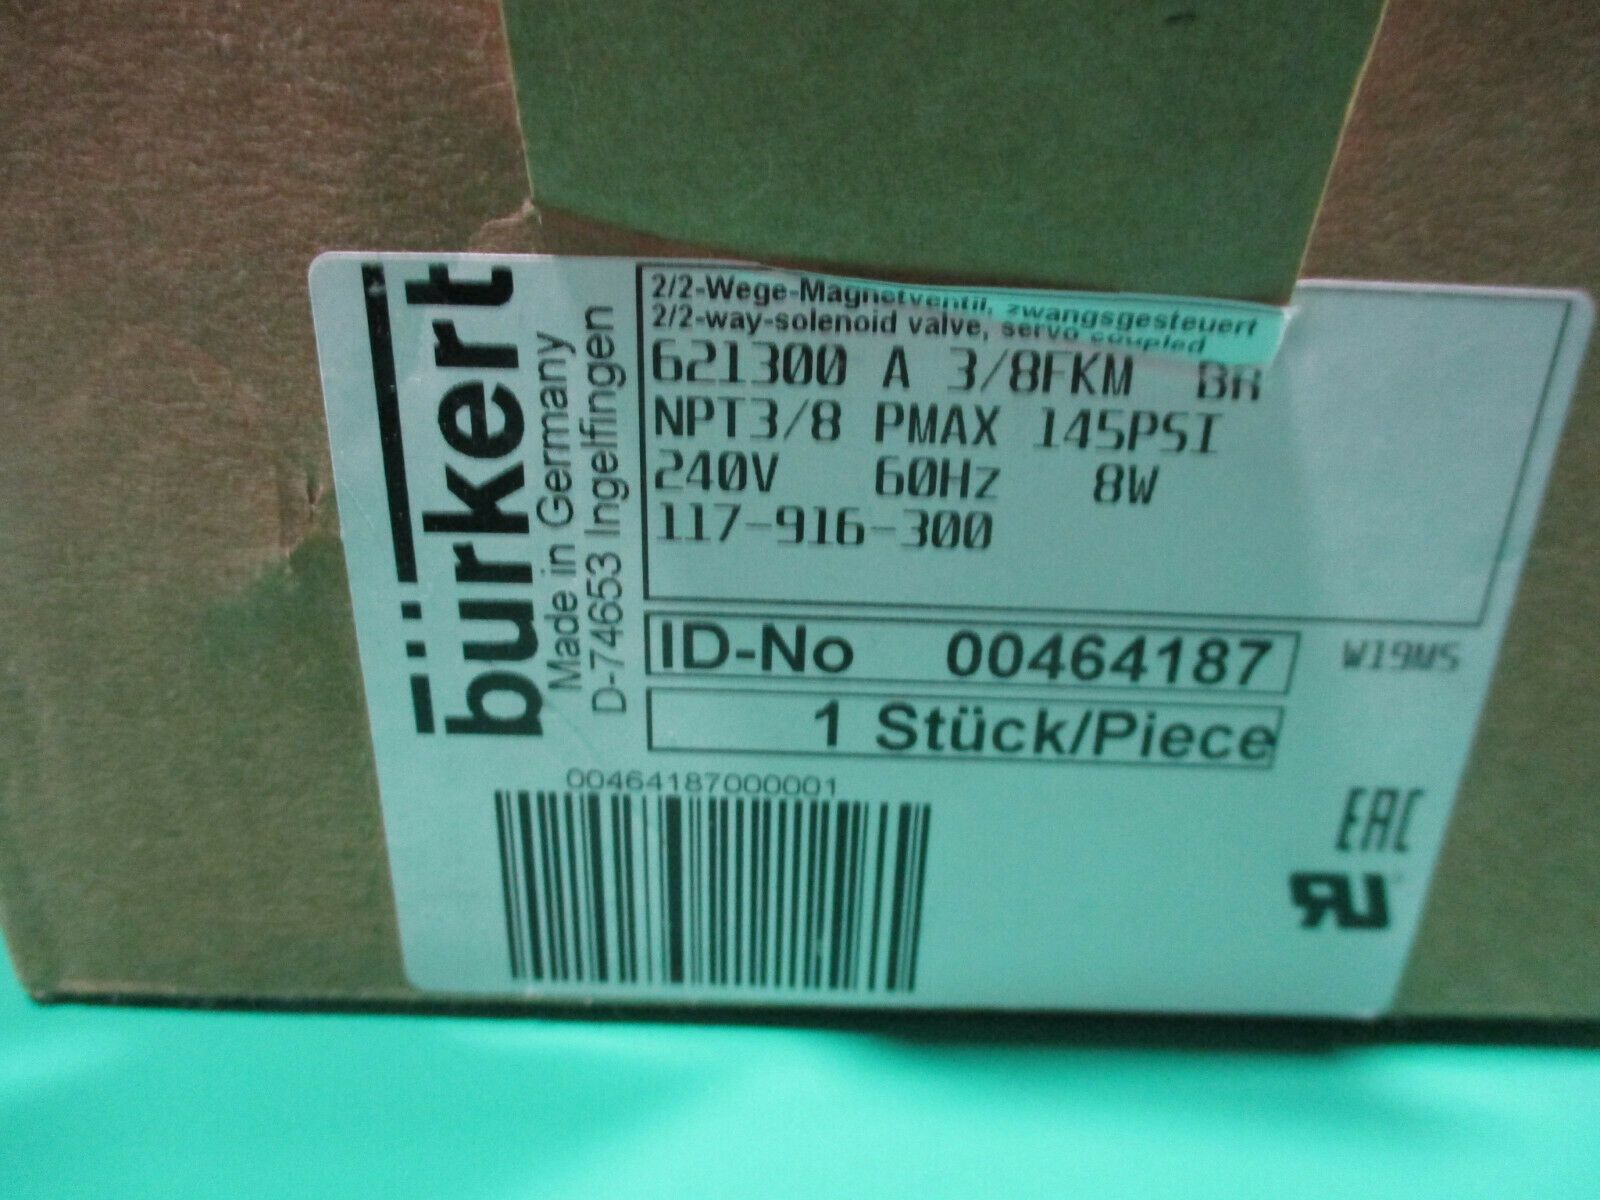 bürkert
Made in Germany
D-74653 Ingelfingen
2/2-Wege-Magnetventil, zwangsgesteuert
2/2-way-solenoid valve, servo coupled
621300 A 3/8FKM BR
NPT3/8 PMAX 145PSI
240V 60Hz 8W
117-916-300
ID-No 00464187
W19MS
1 Stück/Piece
00464187000001
EAC
RU